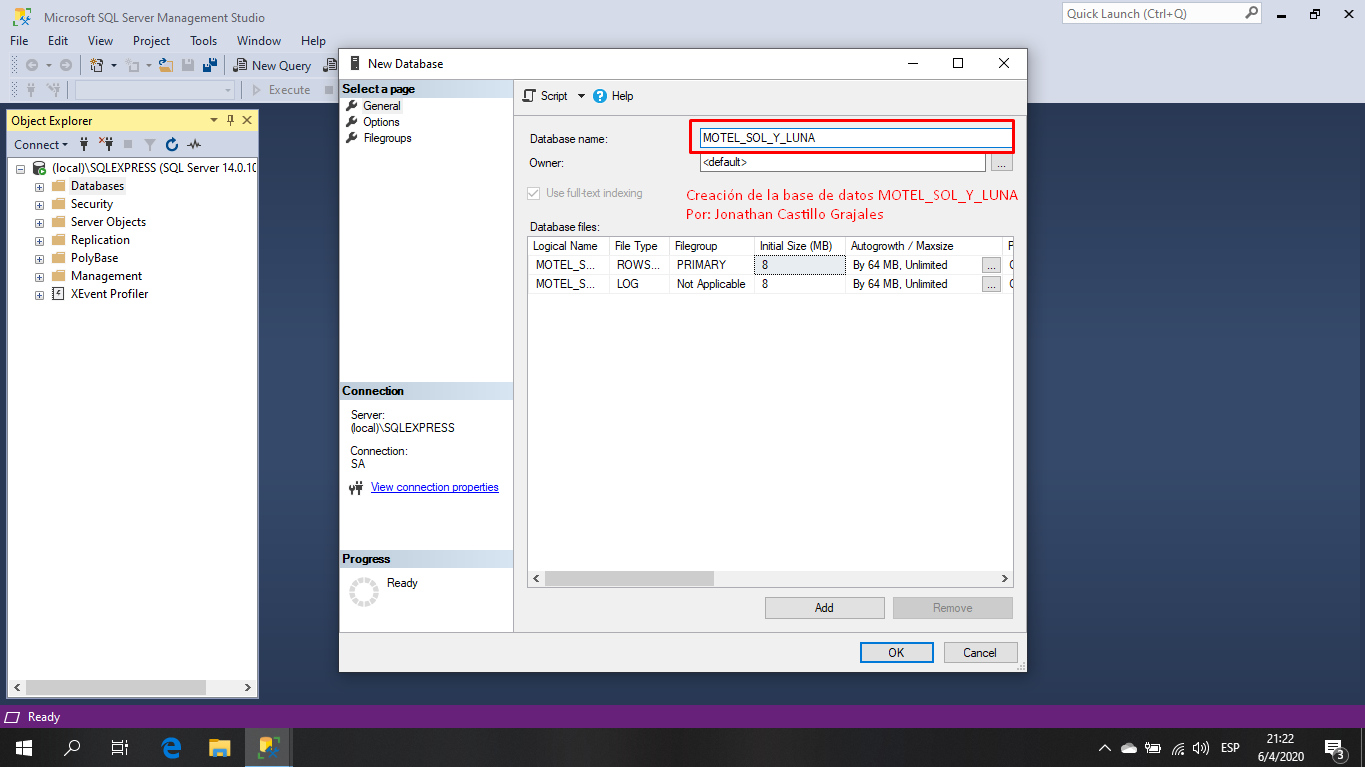 Microsoft SQL Server Management Studio
Quick Launch (Ctrl+Q)
File Edit View Project Tools Window Help
New Query
Execute
Object Explorer
Connect
(local)\SQLEXPRESS (SQL Server 14.0.10
Databases
Security
Server Objects
Replication
PolyBase
Management
XEvent Profiler
New Database
Select a page
General
Options
Filegroups
Connection
Server:
(local)\SQLEXPRESS
Connection:
SA
View connection properties
Progress
Ready
Script Help
Database name: MOTEL_SOL_Y_LUNA
Owner: <default> ...
Use full-text indexing
Creación de la base de datos MOTEL_SOL_Y_LUNA
Por: Jonathan Castillo Grajales
Database files:
Logical Name File Type Filegroup Initial Size (MB) Autogrowth / Maxsize P
MOTEL_S... ROWS... PRIMARY 8 By 64 MB, Unlimited ...
MOTEL_S... LOG Not Applicable 8 By 64 MB, Unlimited ...
Add Remove
OK Cancel
Ready
ESP
21:22
6/4/2020
3